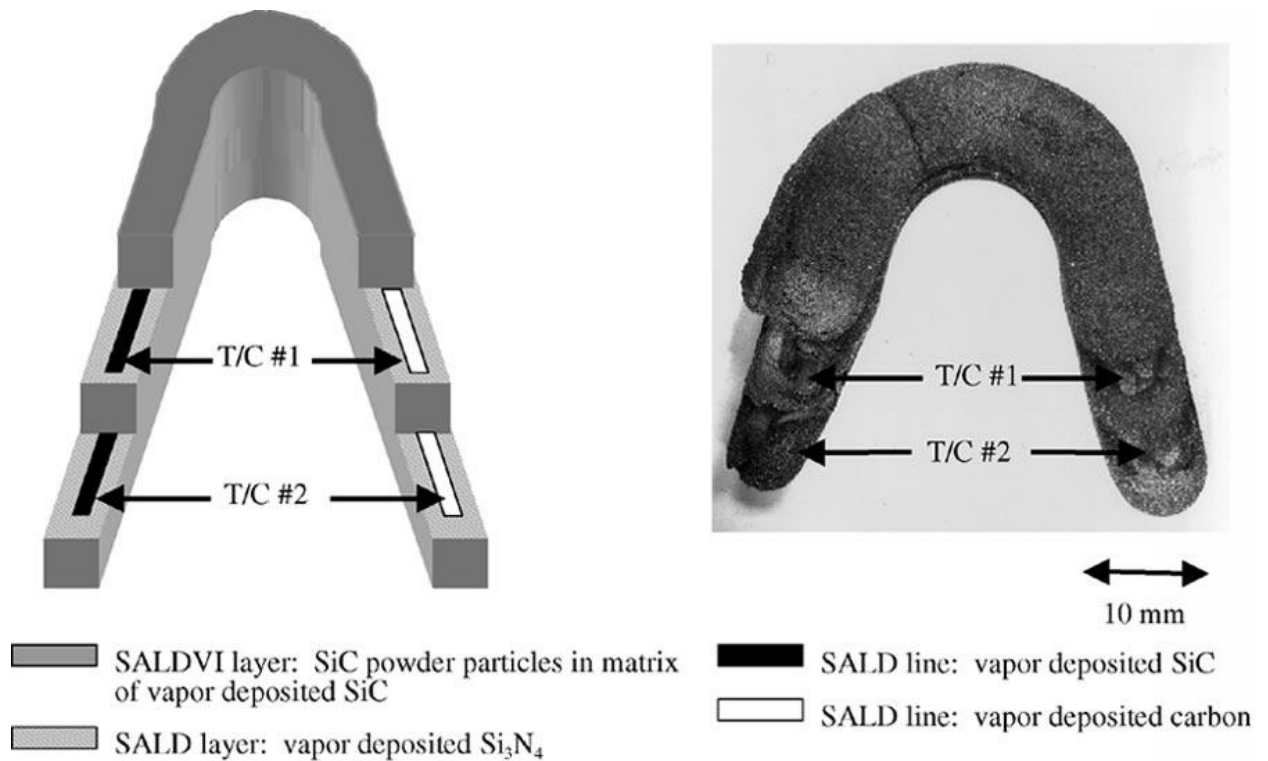 T/C #1
T/C #2
T/C #1
T/C #2
10 mm
SALDVI layer: SiC powder particles in matrix
of vapor deposited SiC
SALD layer: vapor deposited Si₃N₄
SALD line: vapor deposited SiC
SALD line: vapor deposited carbon